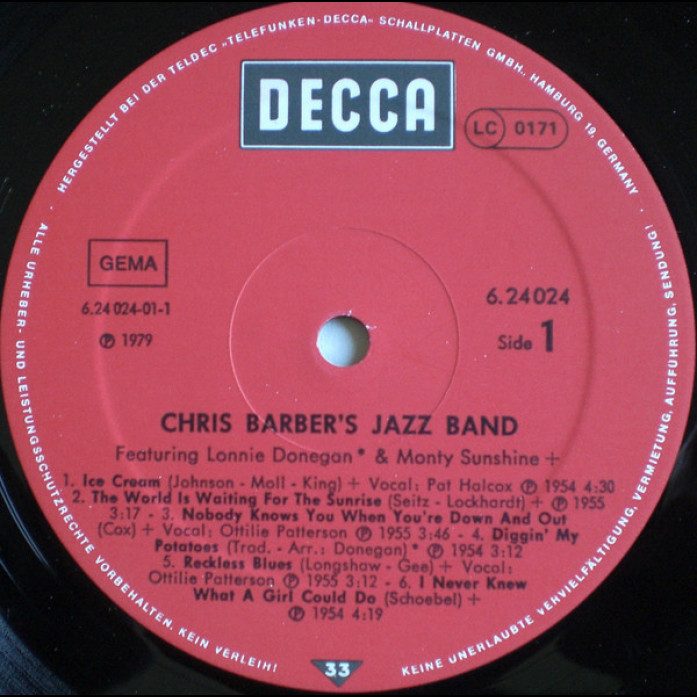 HERGESTELLT BEI DER TELDEC »TELEFUNKEN-DECCA« SCHALLPLATTEN GMBH., HAMBURG 19, GERMANY
DECCA
LC 0171
GEMA
6.24 024-01-1
℗ 1979
6.24024
Side 1
CHRIS BARBER'S JAZZ BAND
Featuring Lonnie Donegan* & Monty Sunshine +
1. Ice Cream (Johnson - Moll - King) + Vocal: Pat Halcox ℗ 1954 4:30
2. The World Is Waiting For The Sunrise (Seitz - Lockhardt) + ℗ 1955
3:17 - 3. Nobody Knows You When You're Down And Out
(Cox) + Vocal: Ottilie Patterson ℗ 1955 3:46 - 4. Diggin' My
Potatoes (Trad. - Arr.: Donegan) * ℗ 1954 3:12
5. Reckless Blues (Longshaw - Gee) + Vocal:
Ottilie Patterson ℗ 1955 3:12 - 6. I Never Knew
What A Girl Could Do (Schoebel) +
℗ 1954 4:19
33
ALLE URHEBER- UND LEISTUNGSSCHUTZRECHTE VORBEHALTEN. KEIN VERLEIH!
KEINE UNERLAUBTE VEHVIELFÄLTIGUNG, VERMIETUNG, AUFFÜHRUNG, SENDUNG!